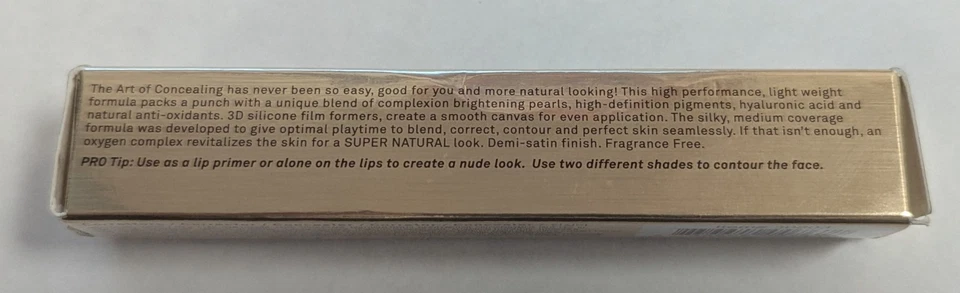 The Art of Concealing has never been so easy, good for you and more natural looking! This high performance, light weight
formula packs a punch with a unique blend of complexion brightening pearls, high-definition pigments, hyaluronic acid and
natural anti-oxidants. 3D silicone film formers, create a smooth canvas for even application. The silky, medium coverage
formula was developed to give optimal playtime to blend, correct, contour and perfect skin seamlessly. If that isn't enough, an
oxygen complex revitalizes the skin for a SUPER NATURAL look. Demi-satin finish. Fragrance Free.
PRO Tip: Use as a lip primer or alone on the lips to create a nude look. Use two different shades to contour the face.